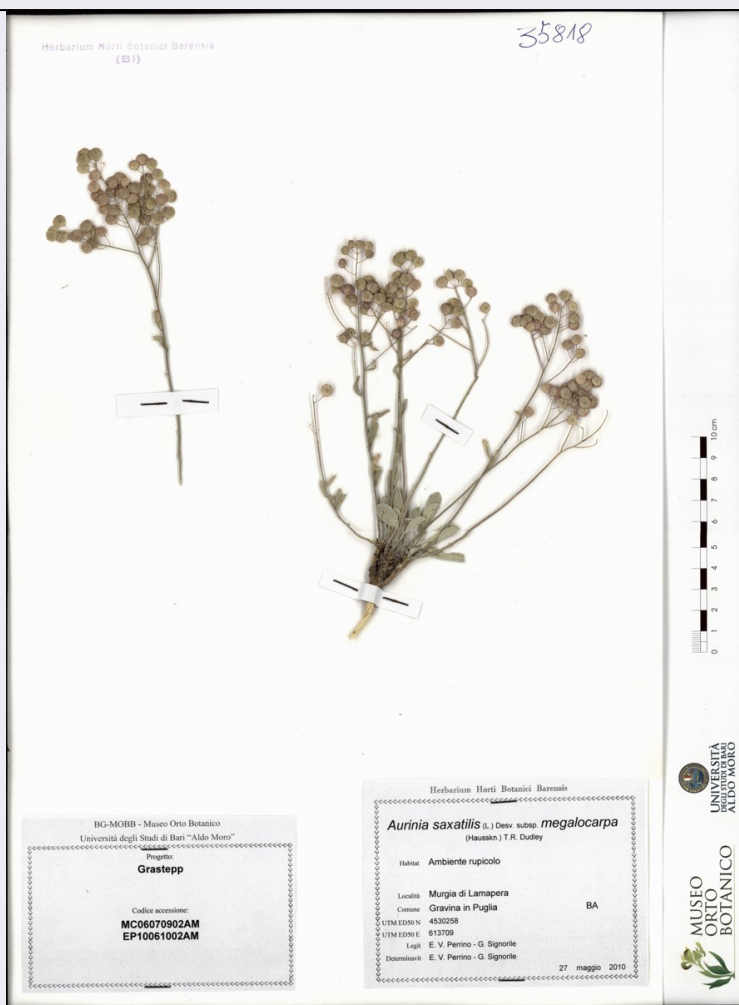 Herbarium Horti Botanici Barensis
(BI)
35818
10 cm
9
8
7
6
5
4
3
2
1
0
UNIVERSITÀ
DEGLI STUDI DI BARI
ALDO MORO
MUSEO
ORTO
BOTANICO
BG-MOBB - Museo Orto Botanico
Università degli Studi di Bari "Aldo Moro"
Progetto:
Grastepp
Codice accessione:
MC06070902AM
EP10061002AM
Herbarium Horti Botanici Barensis
Aurinia saxatilis (L.) Desv. subsp. megalocarpa
(Hausskn.) T.R. Dudley
Habitat Ambiente rupicolo
Località Murgia di Lamapera
Comune Gravina in Puglia BA
UTM ED50 N 4530258
UTM ED50 E 613709
Legit E. V. Perrino - G. Signorile
Determinavit E. V. Perrino - G. Signorile
27 maggio 2010